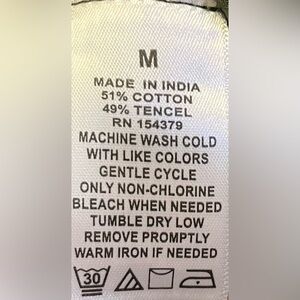 M
MADE IN INDIA
51% COTTON
49% TENCEL
RN 154379
MACHINE WASH COLD
WITH LIKE COLORS
GENTLE CYCLE
ONLY NON-CHLORINE
BLEACH WHEN NEEDED
TUMBLE DRY LOW
REMOVE PROMPTLY
WARM IRON IF NEEDED
30